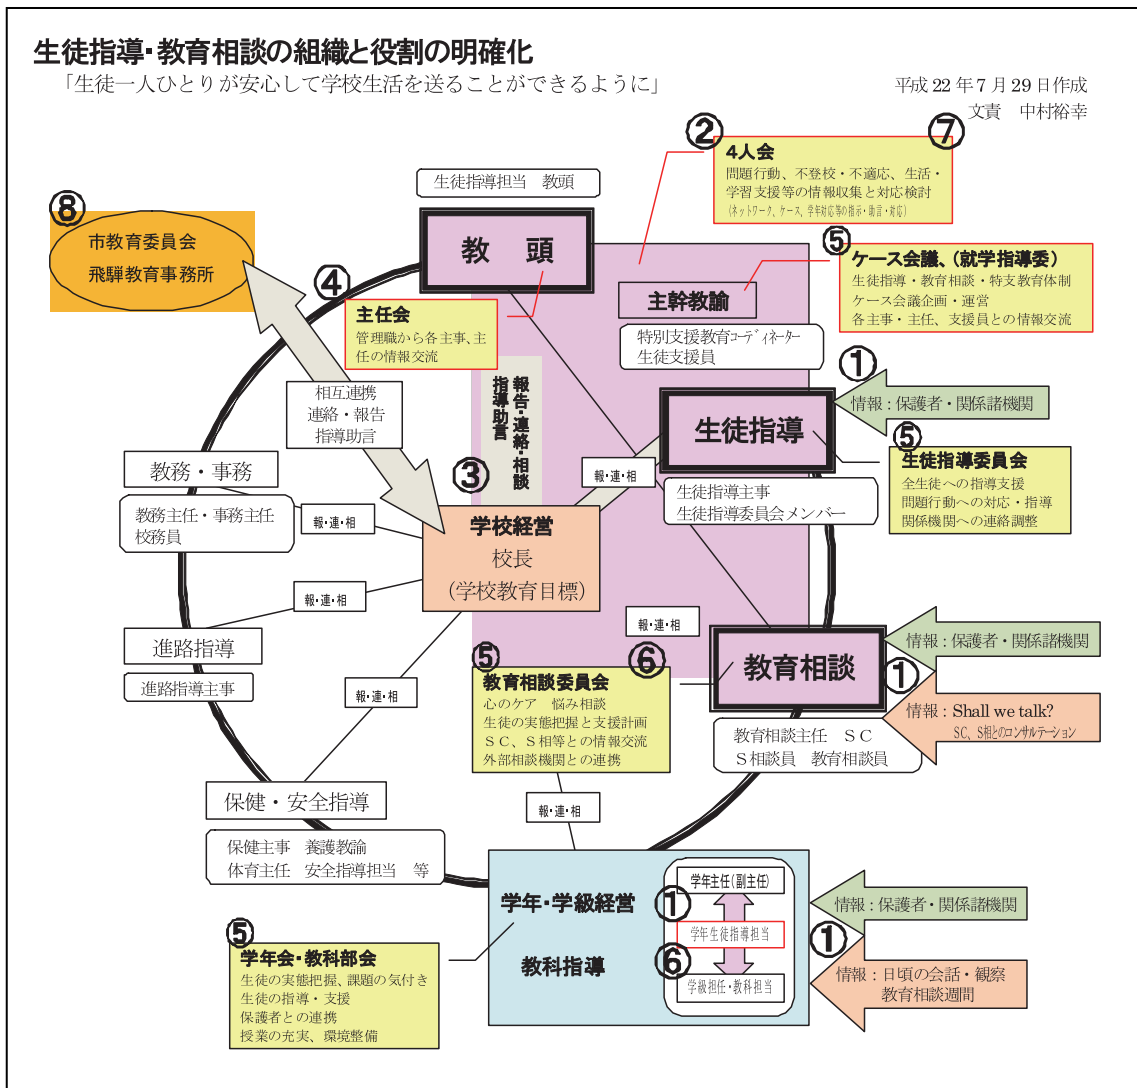 生徒指導・教育相談の組織と役割の明確化
「生徒一人ひとりが安心して学校生活を送ることができるように」
平成 22 年 7 月 29 日作成
文責　中村裕幸
②
⑦
4人会
問題行動、不登校・不適応、生活・
学習支援等の情報収集と対応検討
(ネットワーク、ケース、学年対応等の指示・助言・対応)
生徒指導担当　教頭
教　頭
⑧
市教育委員会
飛騨教育事務所
④
主任会
管理職から各主事、主
任の情報交流
⑤
ケース会議、(就学指導委)
生徒指導・教育相談・特支教育体制
ケース会議企画・運営
各主事・主任、支援員との情報交流
主幹教諭
特別支援教育コーディネーター
生徒支援員
報告・連絡・相談
指導助言
相互連携
連絡・報告
指導助言
①
情報：保護者・関係諸機関
生徒指導
⑤
生徒指導委員会
全生徒への指導支援
問題行動への対応・指導
関係機関への連絡調整
報・連・相
生徒指導主事
生徒指導委員会メンバー
教務・事務
教務主任・事務主任
校務員
報・連・相
③
学校経営
校長
(学校教育目標)
報・連・相
進路指導
進路指導主事
報・連・相
報・連・相
教育相談
①
情報：保護者・関係諸機関
情報：Shall we talk?
SC、S相とのコンサルテーション
教育相談主任　ＳＣ
Ｓ相談員　教育相談員
⑤
⑥
教育相談委員会
心のケア　悩み相談
生徒の実態把握と支援計画
ＳＣ、Ｓ相等との情報交流
外部相談機関との連携
保健・安全指導
保健主事　養護教諭
体育主任　安全指導担当　等
報・連・相
学年・学級経営
教科指導
学年主任(副主任)
①
学年生徒指導担当
⑥
学級担任・教科担当
情報：保護者・関係諸機関
①
情報：日頃の会話・観察
教育相談週間
⑤
学年会・教科部会
生徒の実態把握、課題の気付き
生徒の指導・支援
保護者との連携
授業の充実、環境整備